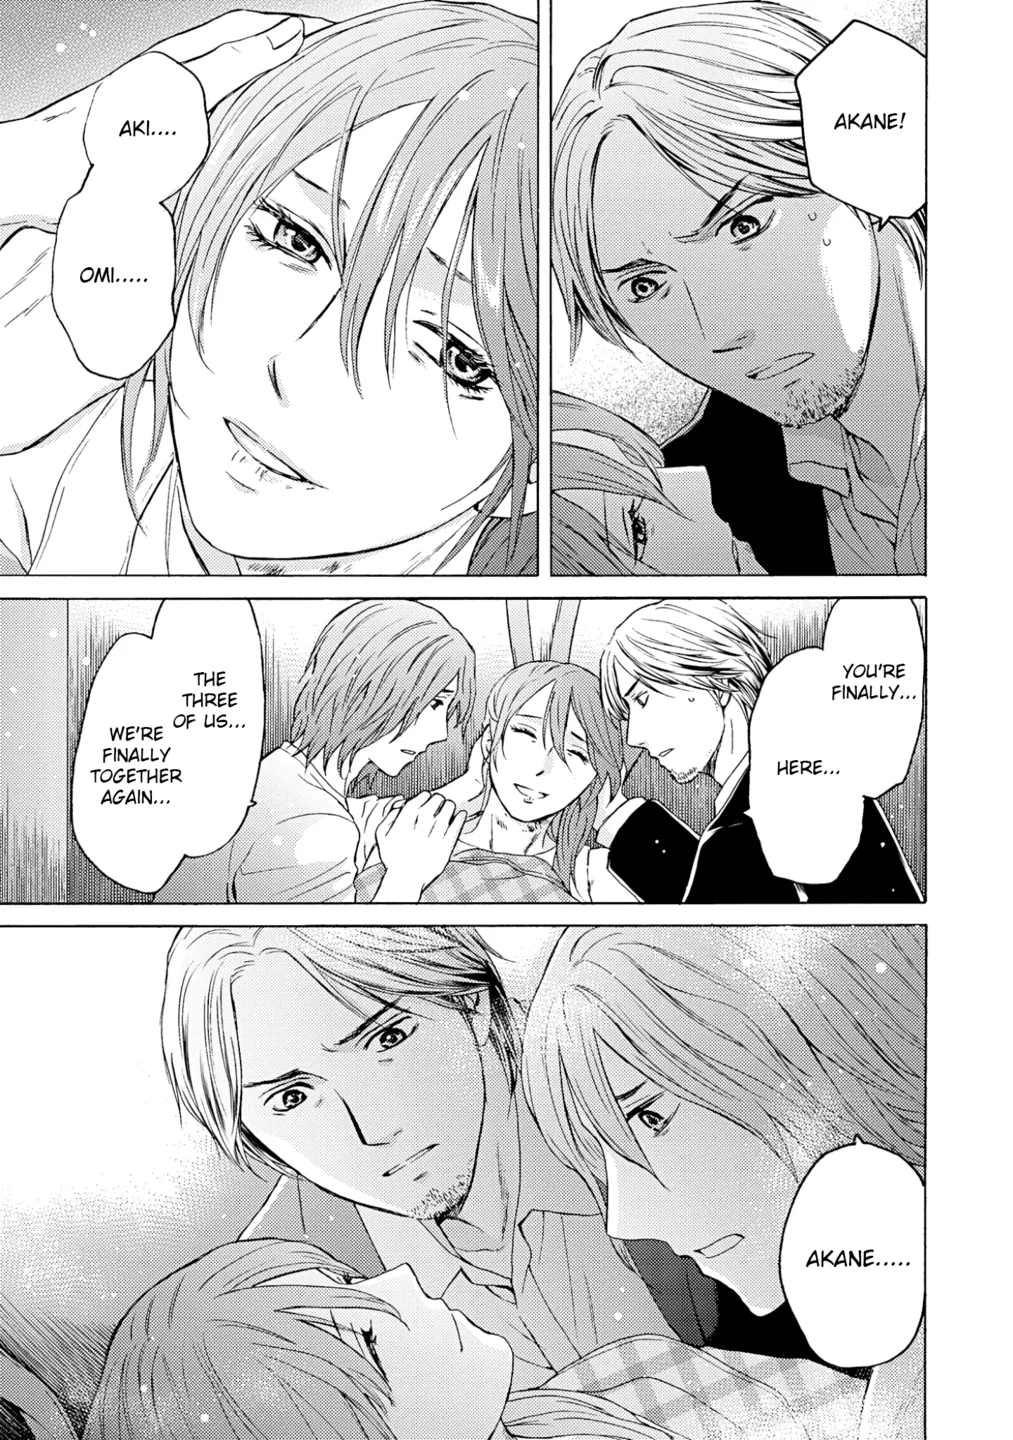 AKANE!
AKI....
OMI.....
YOU'RE
FINALLY...
HERE...
THE
THREE
OF US...
WE'RE
FINALLY
TOGETHER
AGAIN...
AKANE.....